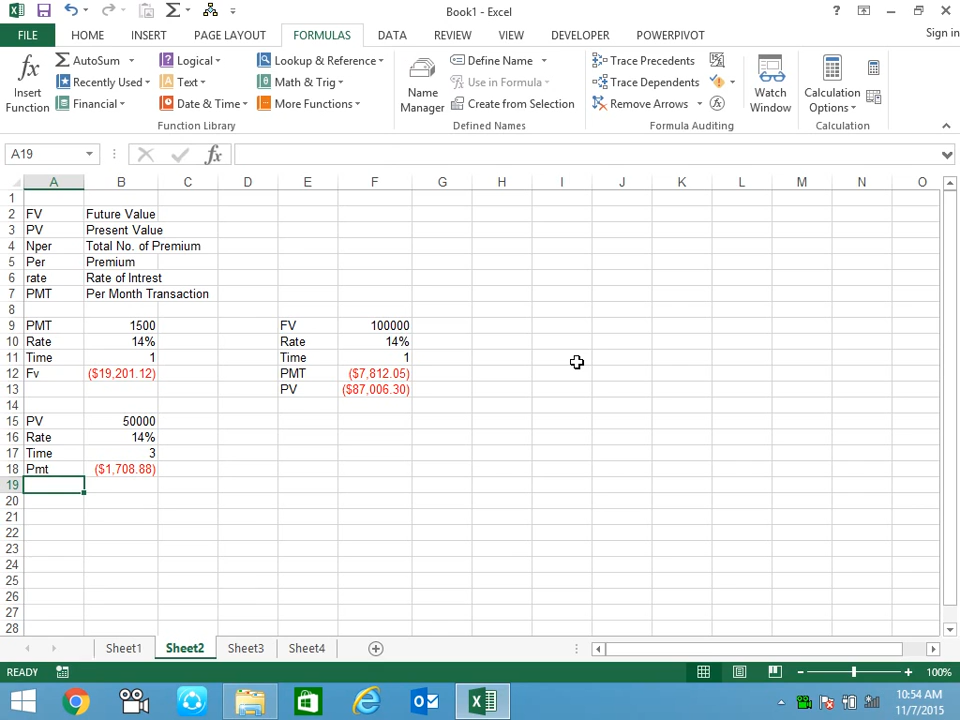 Book1 - Excel
FILE HOME INSERT PAGE LAYOUT FORMULAS DATA REVIEW VIEW DEVELOPER POWERPIVOT Sign in
Insert Function
AutoSum
Recently Used
Financial
Logical
Text
Date & Time
Lookup & Reference
Math & Trig
More Functions
Function Library
Name Manager
Define Name
Use in Formula
Create from Selection
Defined Names
Trace Precedents
Trace Dependents
Remove Arrows
Formula Auditing
Watch Window
Calculation Options
Calculation
A19 fx
A B C D E F G H I J K L M N O
1
2 FV Future Value
3 PV Present Value
4 Nper Total No. of Premium
5 Per Premium
6 rate Rate of Intrest
7 PMT Per Month Transaction
8
9 PMT 1500 FV 100000
10 Rate 14% Rate 14%
11 Time 1 Time 1
12 Fv ($19,201.12) PMT ($7,812.05)
13 PV ($87,006.30)
14
15 PV 50000
16 Rate 14%
17 Time 3
18 Pmt ($1,708.88)
19
20
21
22
23
24
25
26
27
28
Sheet1 Sheet2 Sheet3 Sheet4
READY 100%
10:54 AM
11/7/2015